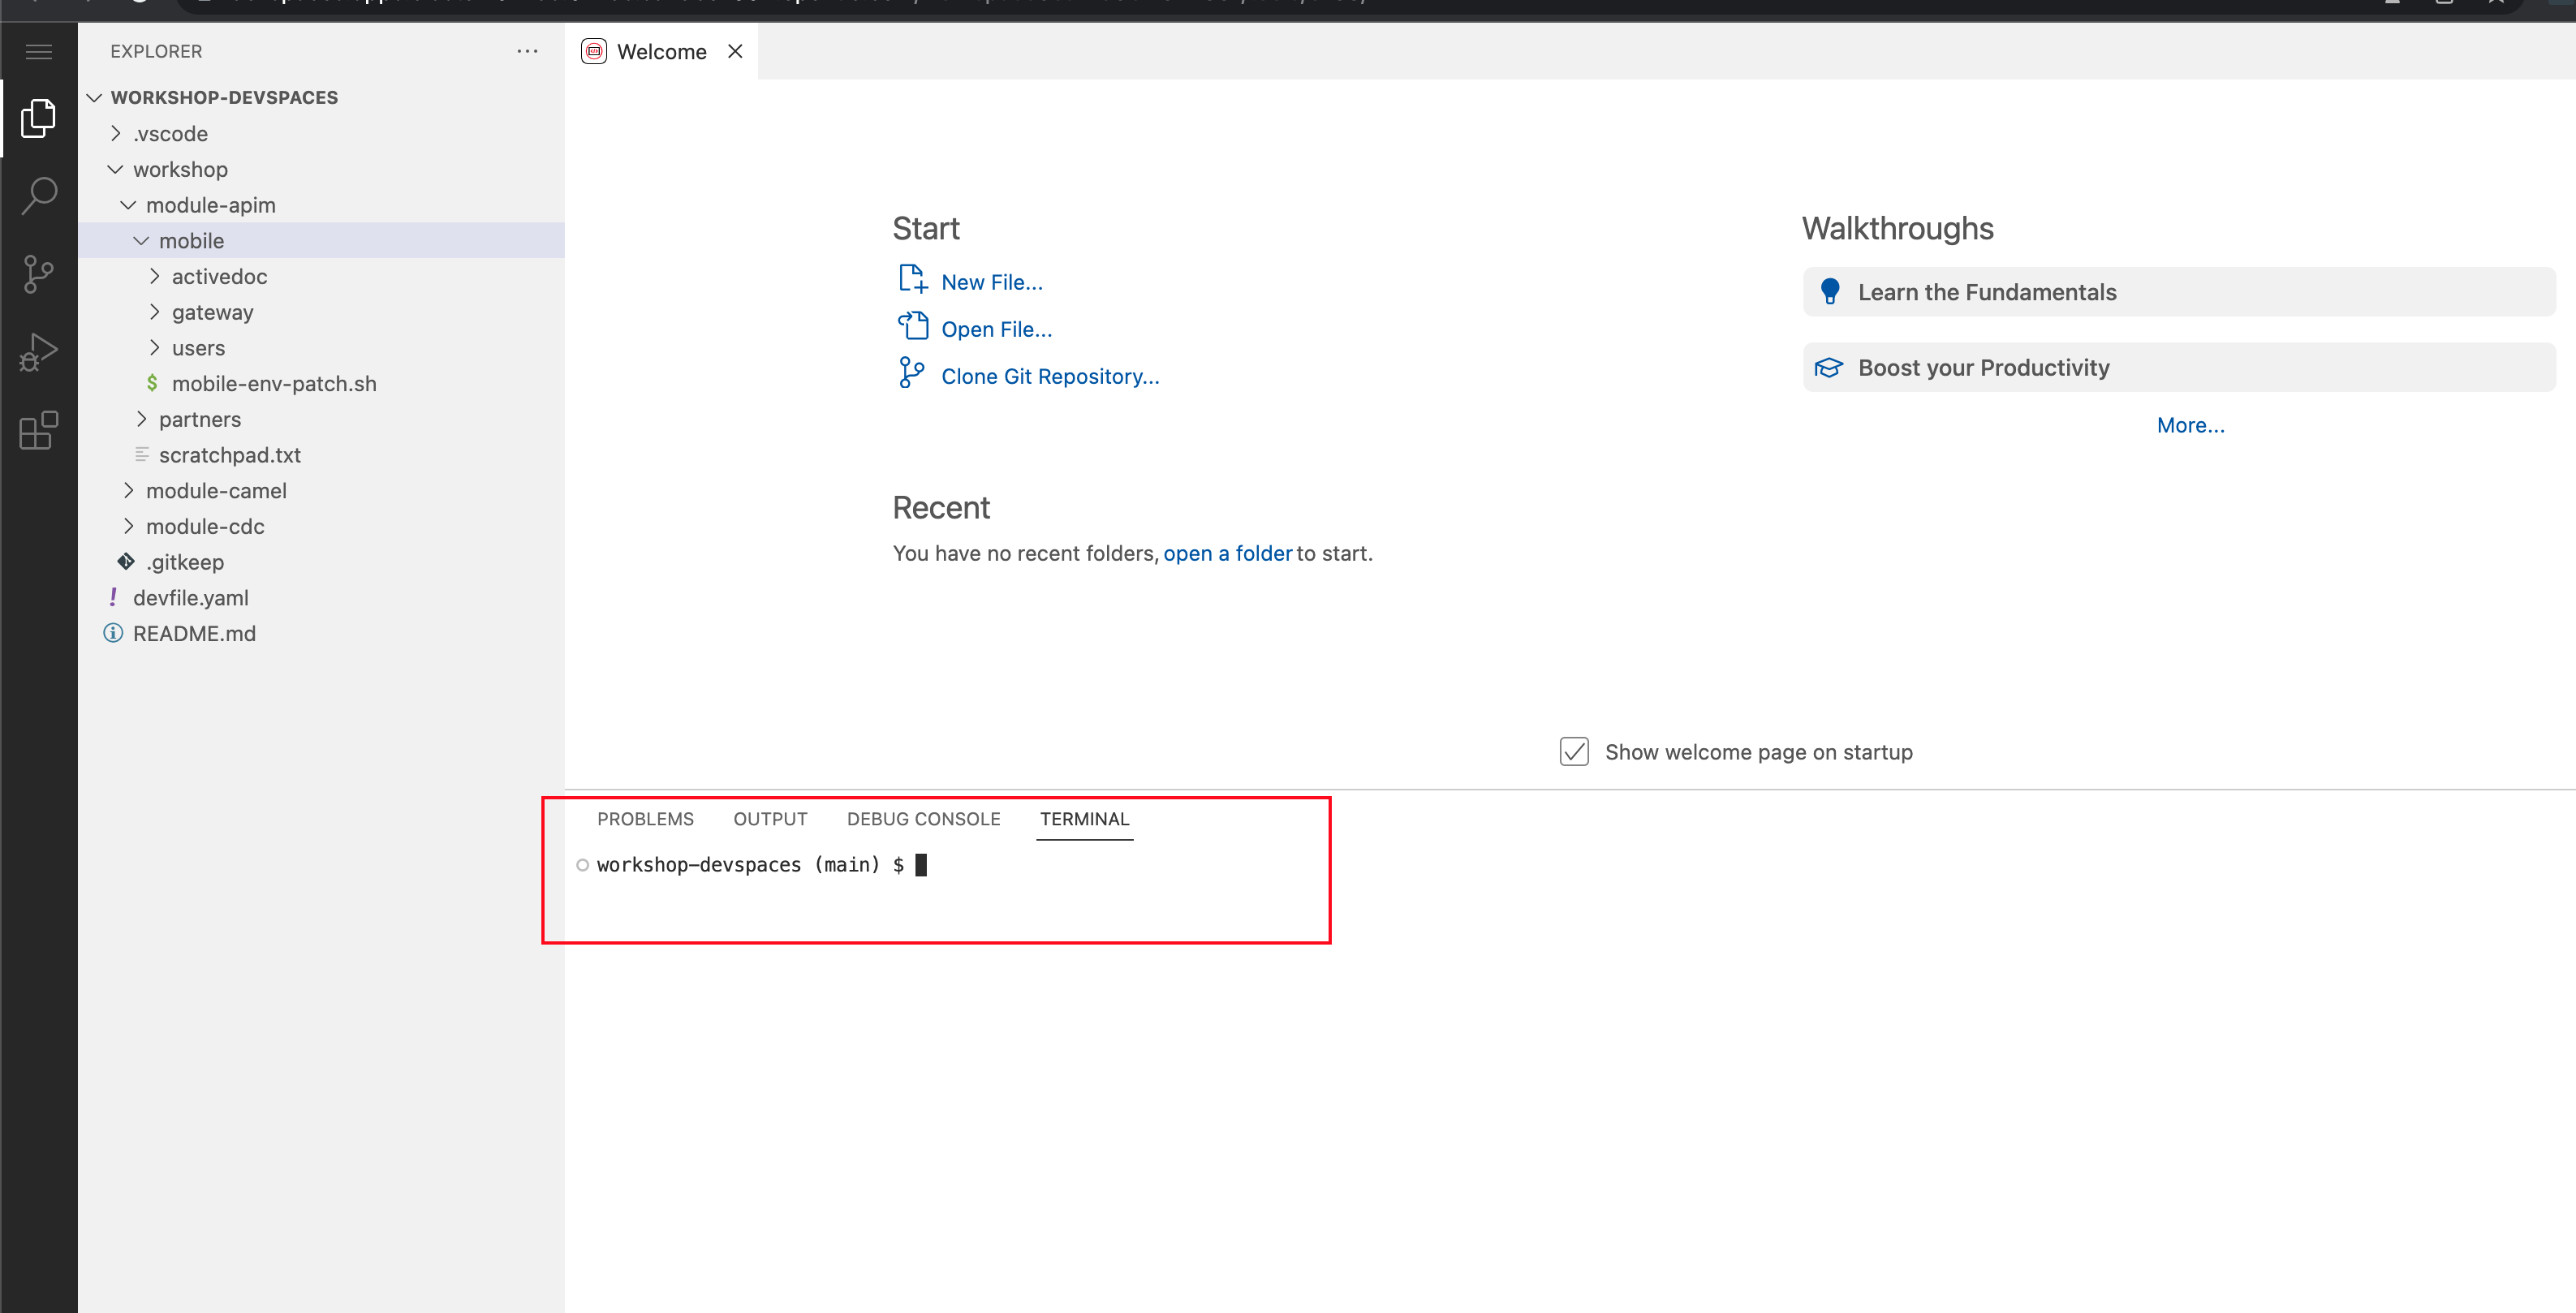 EXPLORER
WORKSHOP-DEVSPACES
.vscode
workshop
module-apim
mobile
activedoc
gateway
users
$ mobile-env-patch.sh
partners
scratchpad.txt
module-camel
module-cdc
.gitkeep
! devfile.yaml
README.md
Welcome
Start
New File...
Open File...
Clone Git Repository...
Recent
You have no recent folders, open a folder to start.
Walkthroughs
Learn the Fundamentals
Boost your Productivity
More...
Show welcome page on startup
PROBLEMS OUTPUT DEBUG CONSOLE TERMINAL
workshop-devspaces (main) $